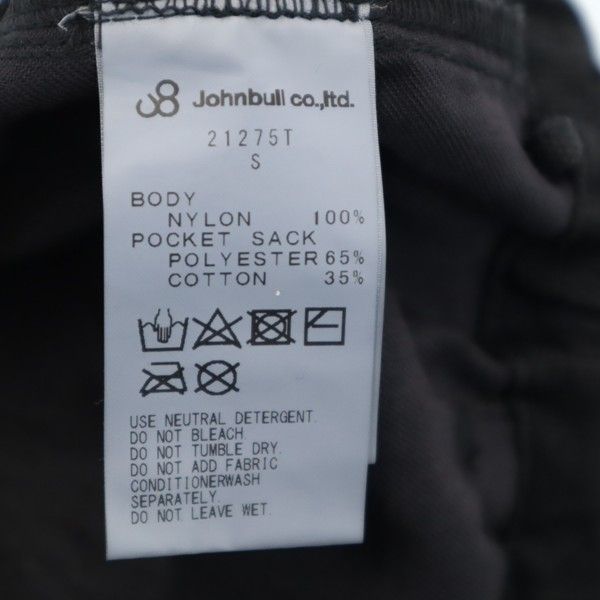 Johnbull co.,ltd.
21275T
S
BODY
NYLON 100%
POCKET SACK
POLYESTER 65%
COTTON 35%
USE NEUTRAL DETERGENT.
DO NOT BLEACH.
DO NOT TUMBLE DRY.
DO NOT ADD FABRIC
CONDITIONERWASH
SEPARATELY.
DO NOT LEAVE WET.